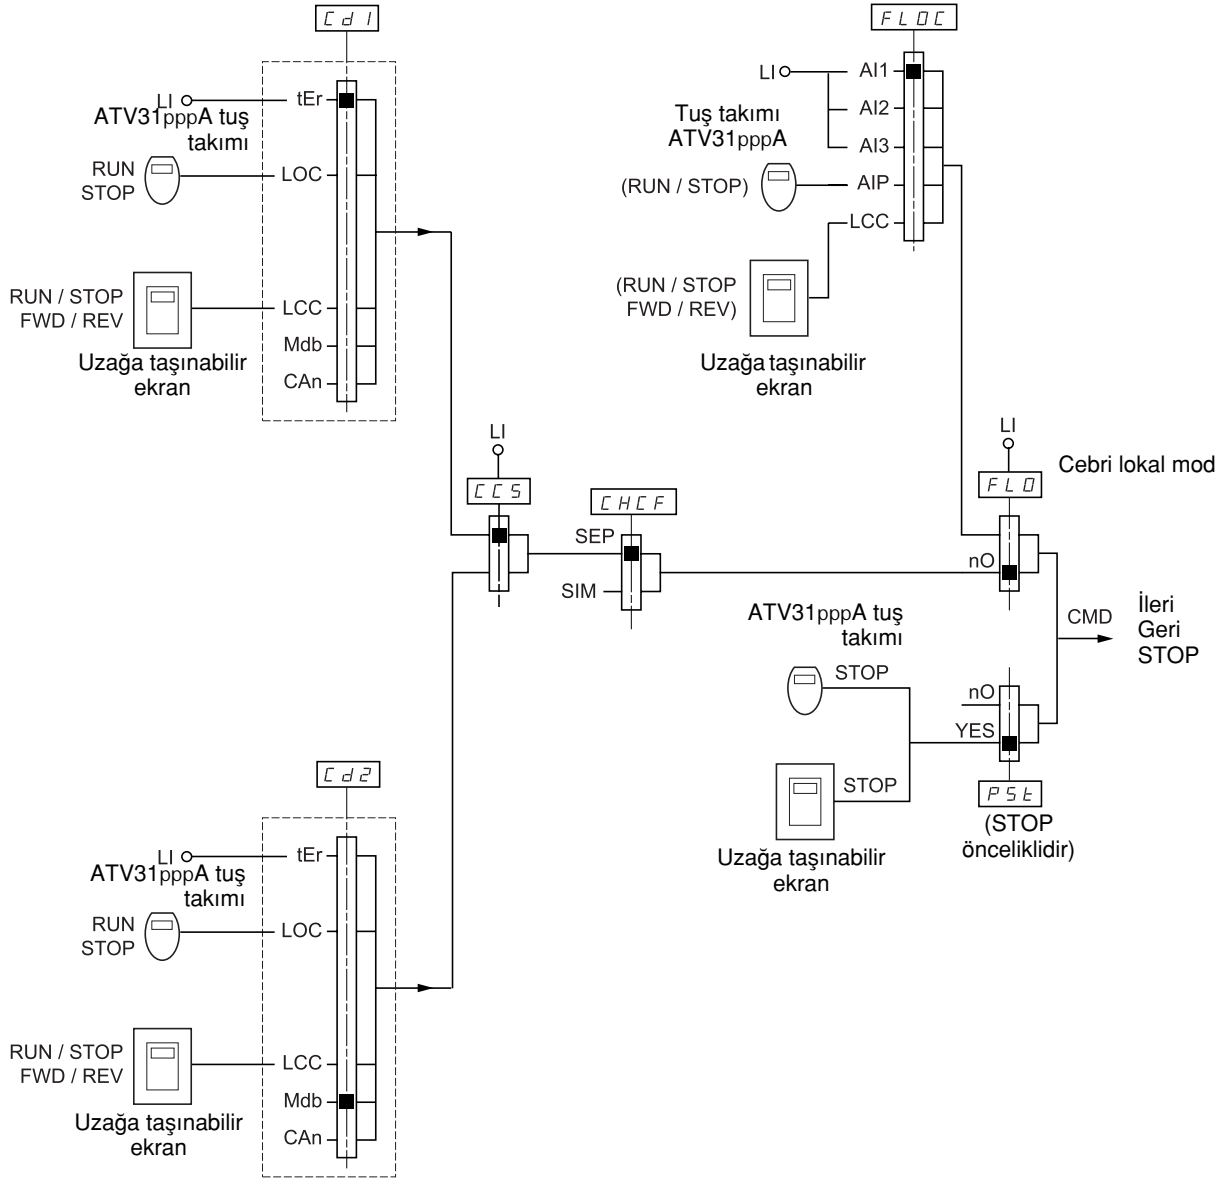 Cd1
LI
tEr
ATV31pppA tuş
takımı
RUN
STOP
LOC
RUN / STOP
FWD / REV
LCC
Mdb
CAn
Uzağa taşınabilir
ekran
FLOC
LI
AI1
AI2
AI3
AIP
LCC
Tuş takımı
ATV31pppA
(RUN / STOP)
(RUN / STOP
FWD / REV)
Uzağa taşınabilir
ekran
LI
CCS
CHCF
SEP
SIM
LI
FLO
Cebri lokal mod
nO
ATV31pppA tuş
takımı
STOP
STOP
Uzağa taşınabilir
ekran
nO
YES
PSt
(STOP
önceliklidir)
CMD
İleri
Geri
STOP
Cd2
LI
tEr
ATV31pppA tuş
takımı
RUN
STOP
LOC
RUN / STOP
FWD / REV
LCC
Mdb
CAn
Uzağa taşınabilir
ekran